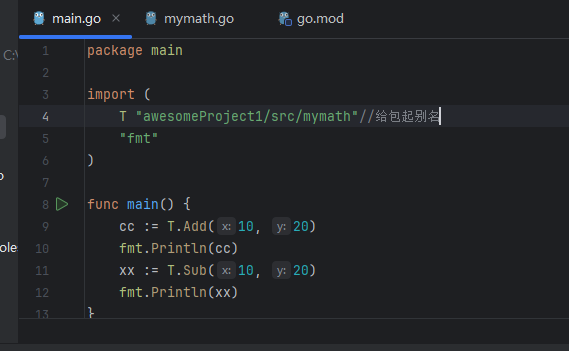 main.go mymath.go go.mod
C:\
1 package main
2
3 import (
4 T "awesomeProject1/src/mymath"//给包起别名
5 "fmt"
6 )
7
8 func main() {
9 cc := T.Add(x: 10, y: 20)
10 fmt.Println(cc)
11 xx := T.Sub(x: 10, y: 20)
12 fmt.Println(xx)
13 }